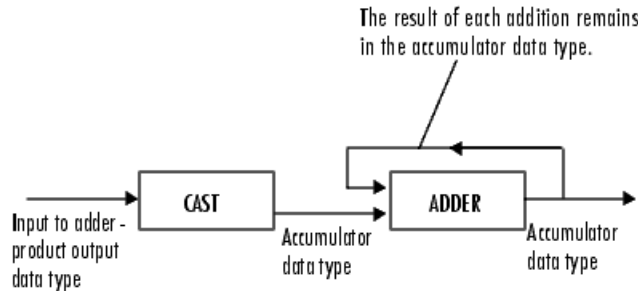 The result of each addition remains
in the accumulator data type.
CAST
ADDER
Input to adder -
product output
data type
Accumulator
data type
Accumulator
data type